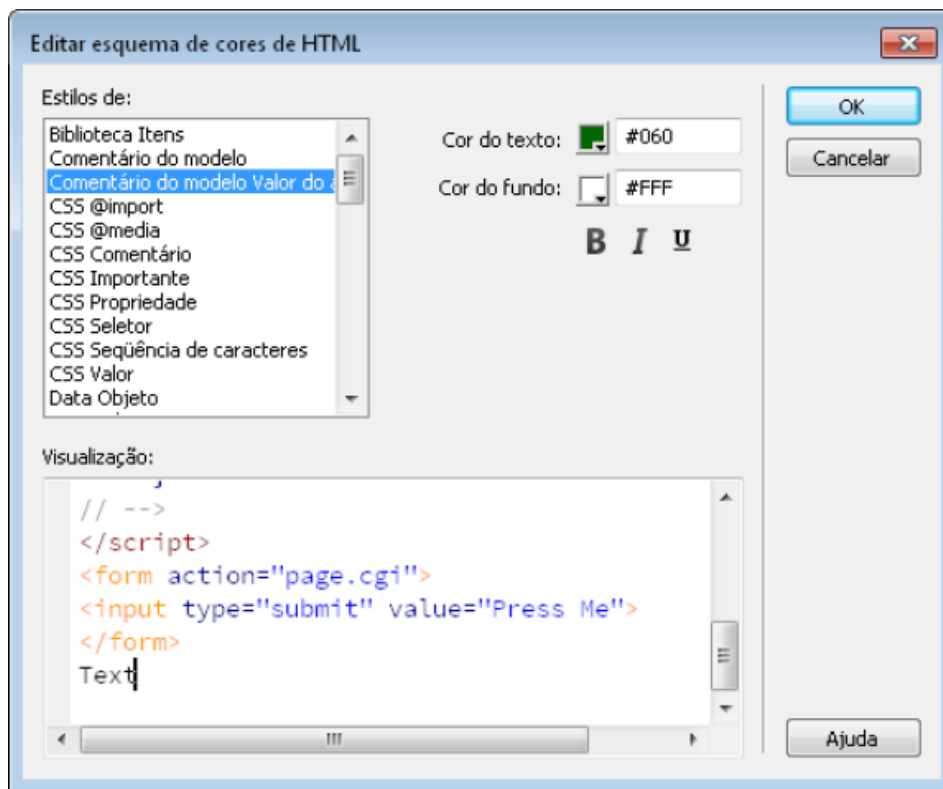 Editar esquema de cores de HTML
Estilos de:
Biblioteca Itens
Comentário do modelo
Comentário do modelo Valor do
CSS @import
CSS @media
CSS Comentário
CSS Importante
CSS Propriedade
CSS Seletor
CSS Seqüência de caracteres
CSS Valor
Data Objeto
Cor do texto: #060
Cor do fundo: #FFF
B I U
OK
Cancelar
Visualização:
// -->
</script>
<form action="page.cgi">
<input type="submit" value="Press Me">
</form>
Text
Ajuda